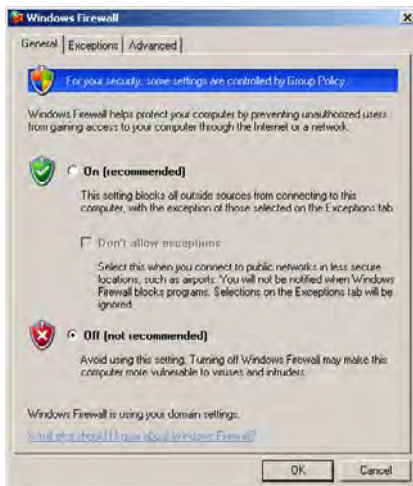 Windows Firewall
General Exceptions Advanced
For your security, some settings are controlled by Group Policy
Windows Firewall helps protect your computer by preventing unauthorized users
from gaining access to your computer through the Internet or a network.
On (recommended)
This setting blocks all outside sources from connecting to this
computer, with the exception of those selected on the Exceptions tab.
Don't allow exceptions
Select this when you connect to public networks in less secure
locations, such as airports. You will not be notified when Windows
Firewall blocks programs. Selections on the Exceptions tab will be
ignored.
Off (not recommended)
Avoid using this setting. Turning off Windows Firewall may make this
computer more vulnerable to viruses and intruders.
Windows Firewall is using your domain settings.
What else should I know about Windows Firewall?
OK Cancel